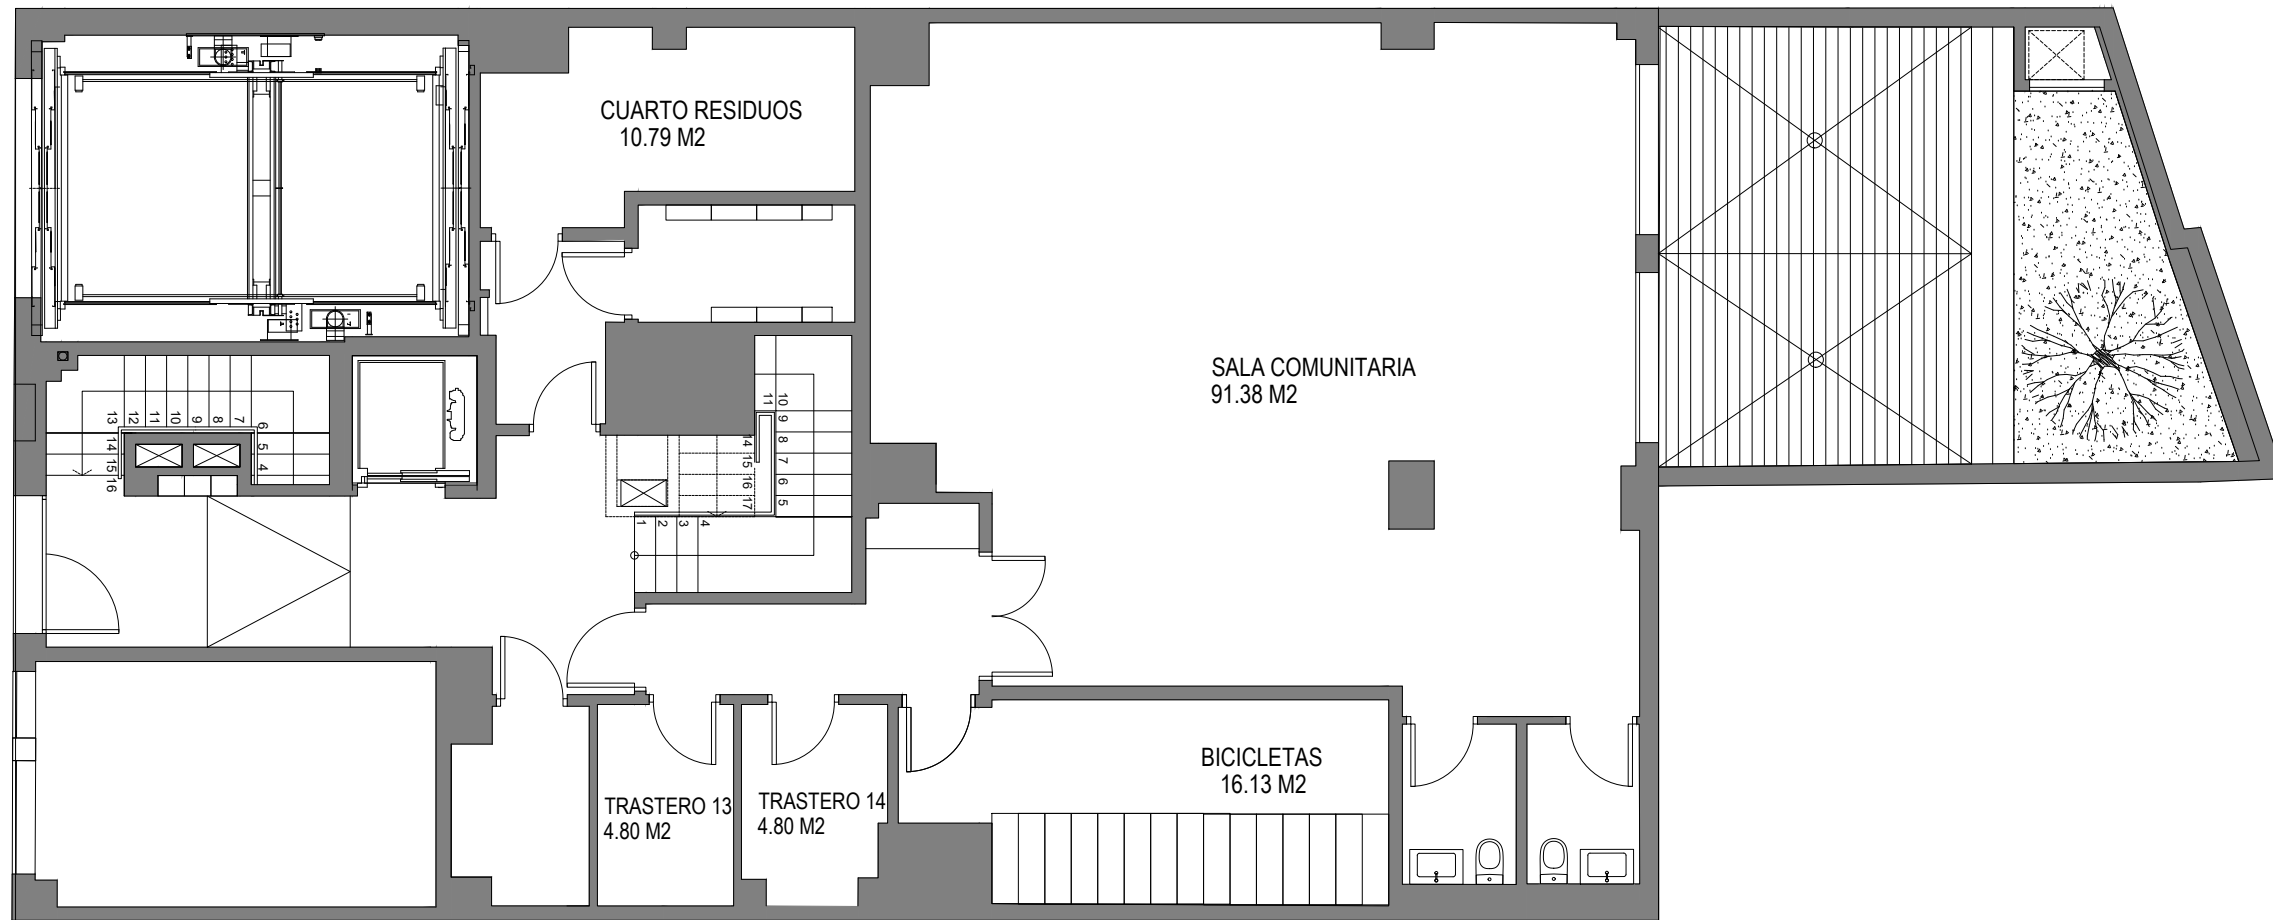 CUARTO RESIDUOS
10.79 M2
SALA COMUNITARIA
91.38 M2
13 12 11 10 9 8 7 6
14 15 16
5
4
11 10
9
8
7
6
5
14 15 16 17
1 2 3 4
BICICLETAS
16.13 M2
TRASTERO 13
4.80 M2
TRASTERO 14
4.80 M2